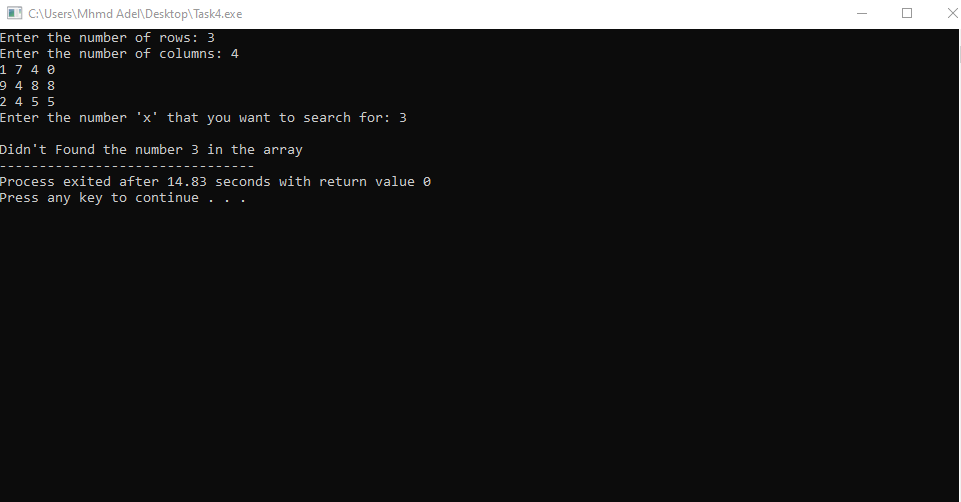 C:\Users\Mhmd Adel\Desktop\Task4.exe
Enter the number of rows: 3
Enter the number of columns: 4
1 7 4 0
9 4 8 8
2 4 5 5
Enter the number 'x' that you want to search for: 3
Didn't Found the number 3 in the array
--------------------------------
Process exited after 14.83 seconds with return value 0
Press any key to continue . . .